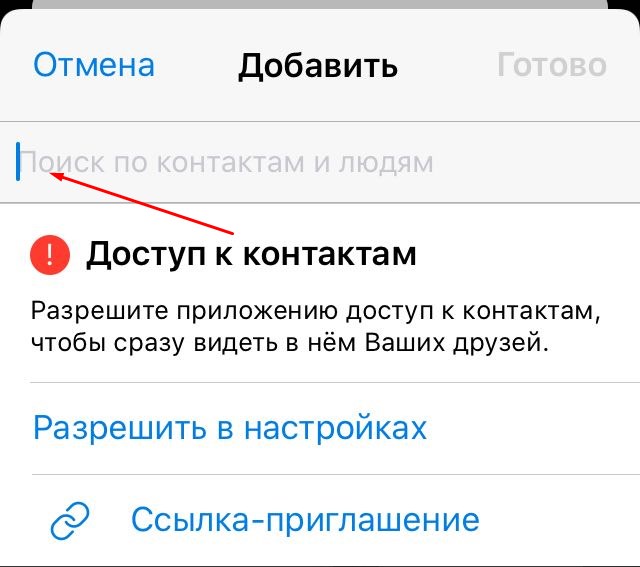 Отмена Добавить Готово
Поиск по контактам и людям
! Доступ к контактам
Разрешите приложению доступ к контактам,
чтобы сразу видеть в нём Ваших друзей.
Разрешить в настройках
Ссылка-приглашение